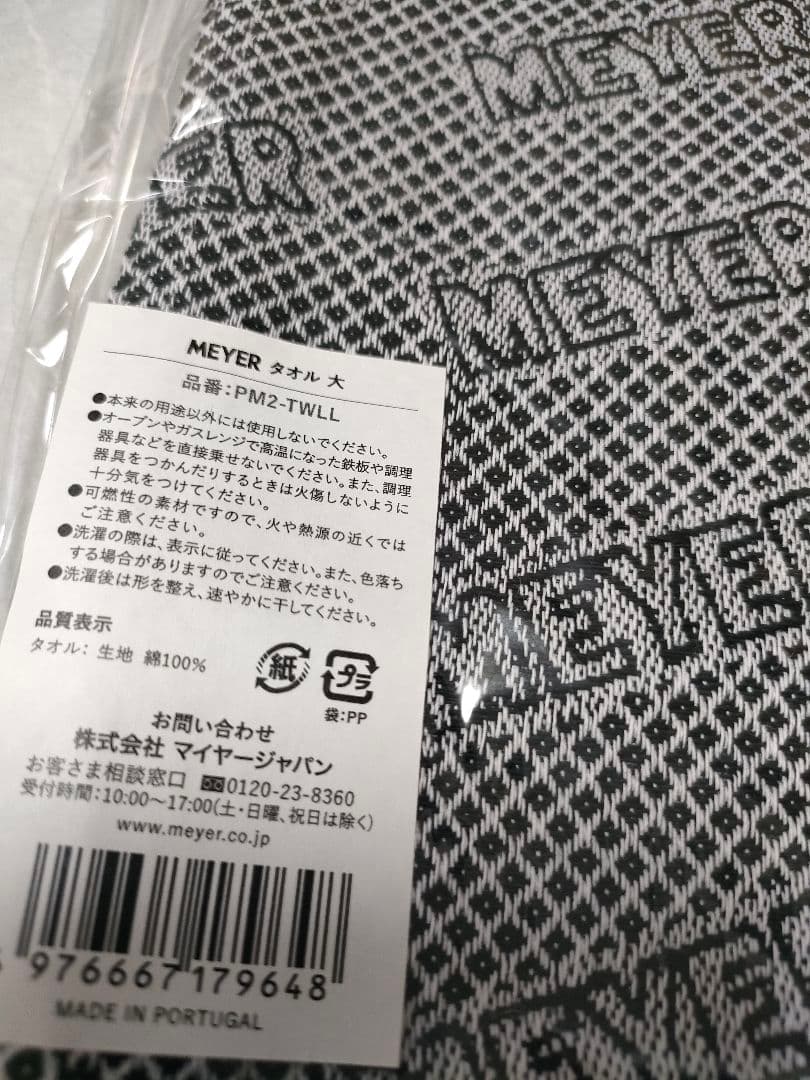 MEYER
ER
MEYER
MEYER
MEYER タオル 大
品番:PM2-TWLL
●本来の用途以外には使用しないでください。
●オーブンやガスレンジで高温になった鉄板や調理
器具などを直接乗せないでください。また、調理
器具をつかんだりするときは火傷しないように
十分気をつけてください。
●可燃性の素材ですので、火や熱源の近くでは
ご注意ください。
●洗濯の際は、表示に従ってください。また、色落ち
する場合がありますのでご注意ください。
●洗濯後は形を整え、速やかに干してください。
品質表示
タオル: 生地 綿100%
紙
プラ
袋:PP
お問い合わせ
株式会社 マイヤージャパン
お客さま相談窓口 0120-23-8360
受付時間:10:00～17:00(土・日曜、祝日は除く)
www.meyer.co.jp
976667179648
MADE IN PORTUGAL